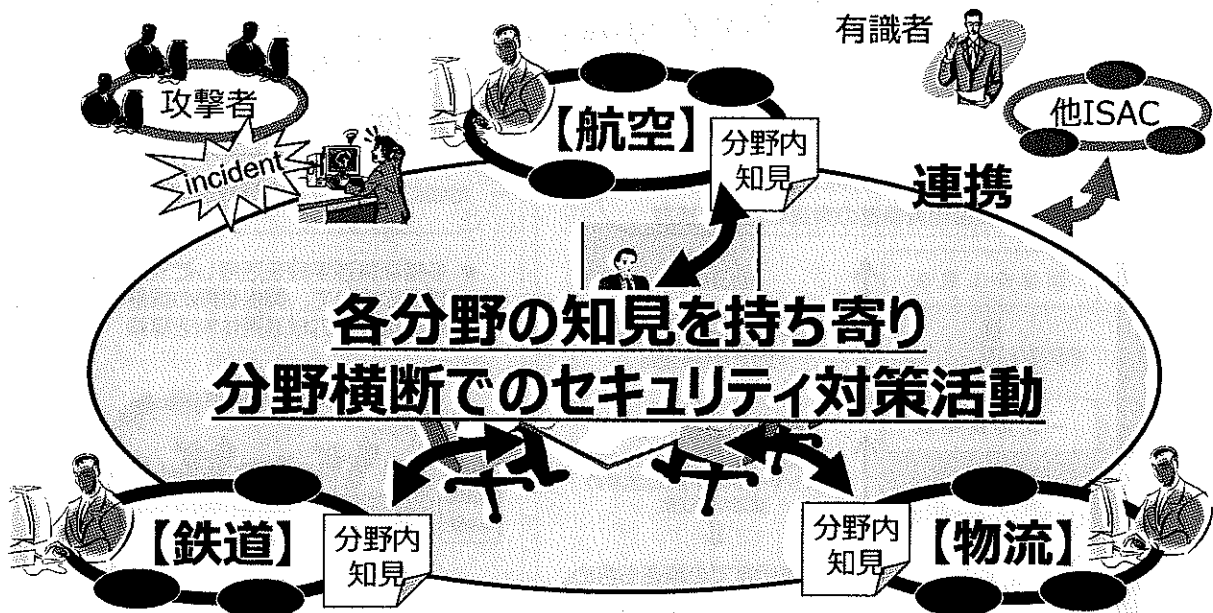 有識者
攻撃者
他ISAC
【航空】
分野内
知見
incident
連携
各分野の知見を持ち寄り
分野横断でのセキュリティ対策活動
【鉄道】
分野内
知見
分野内
知見
【物流】